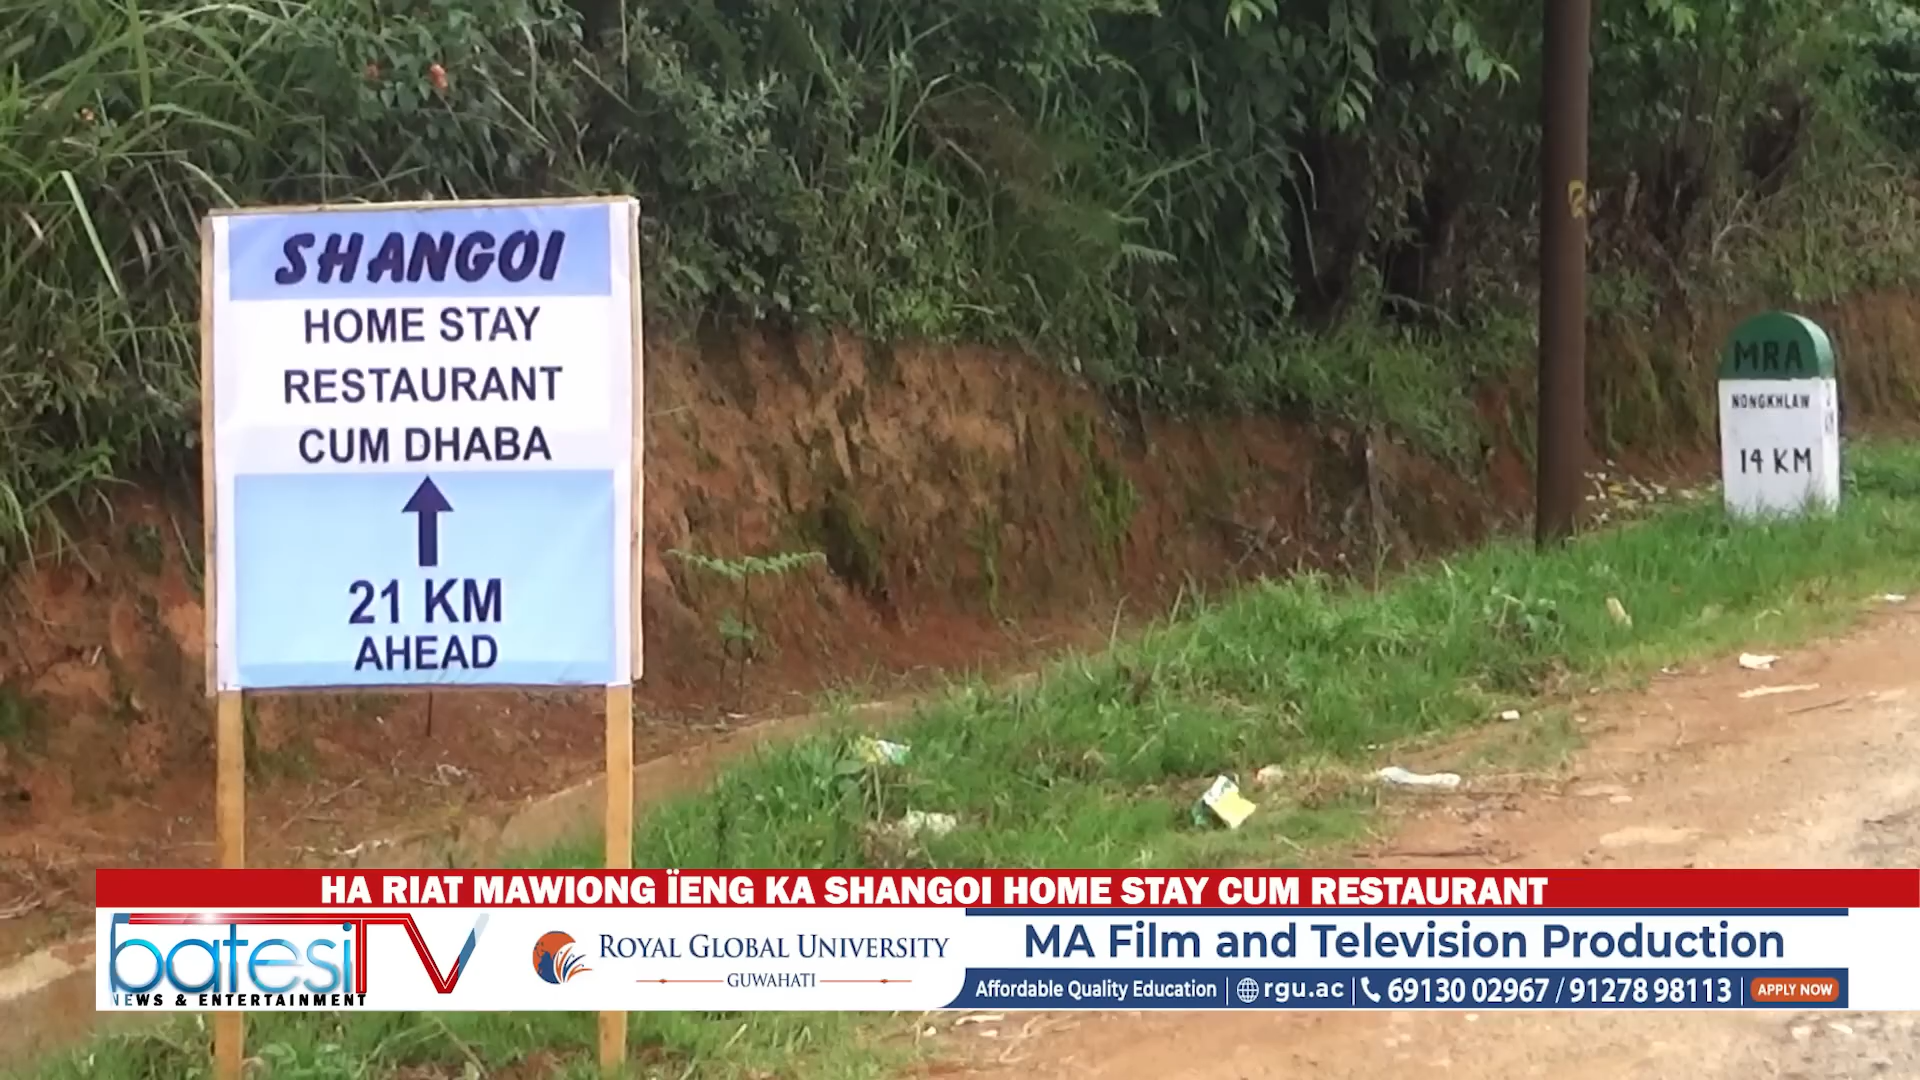 SHANGOI
HOME STAY
RESTAURANT
CUM DHABA
21 KM
AHEAD
MRA
NONGKHLAW
14 KM
HA RIAT MAWIONG ÏENG KA SHANGOI HOME STAY CUM RESTAURANT
batesi TV
NEWS & ENTERTAINMENT
ROYAL GLOBAL UNIVERSITY
GUWAHATI
MA Film and Television Production
Affordable Quality Education | rgu.ac | 69130 02967 / 91278 98113 | APPLY NOW